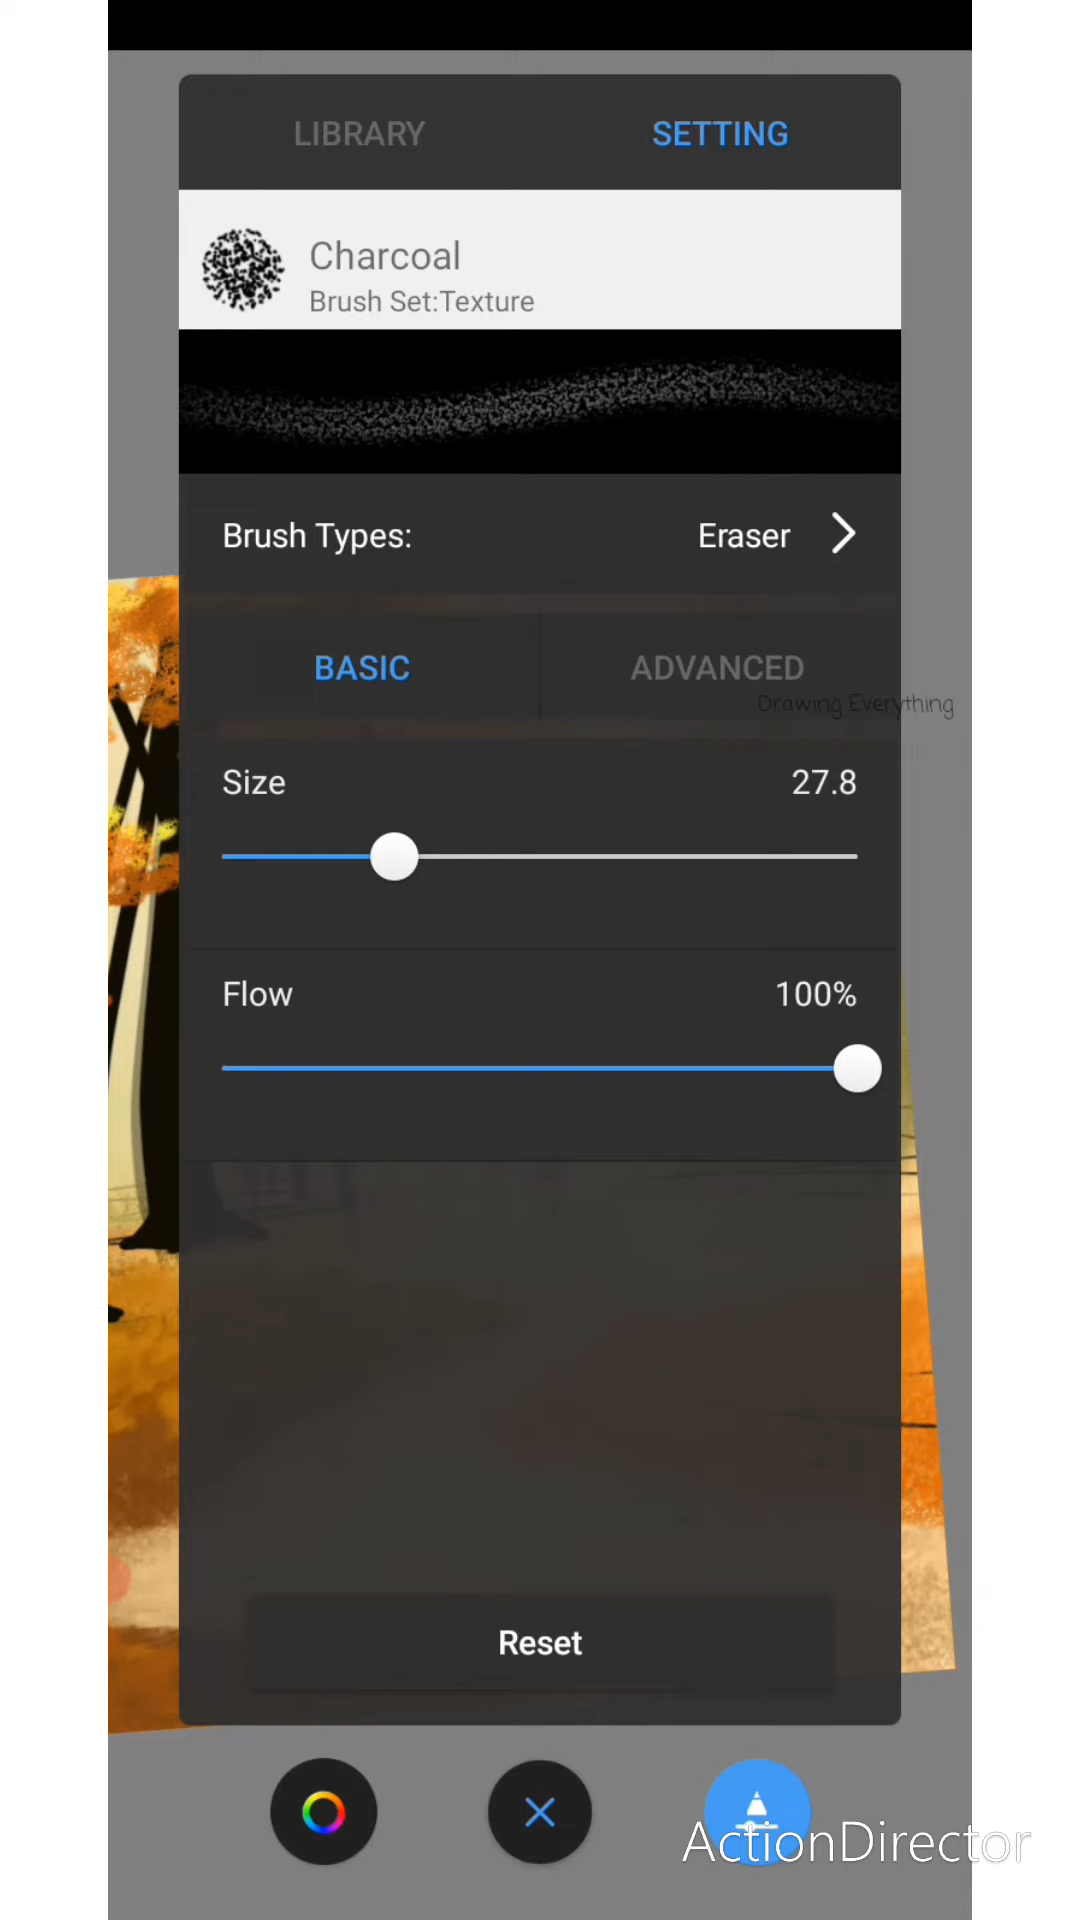 LIBRARY SETTING
Charcoal
Brush Set:Texture
Brush Types: Eraser
BASIC ADVANCED
Drawing Everything
Size 27.8
Flow 100%
Reset
ActionDirector